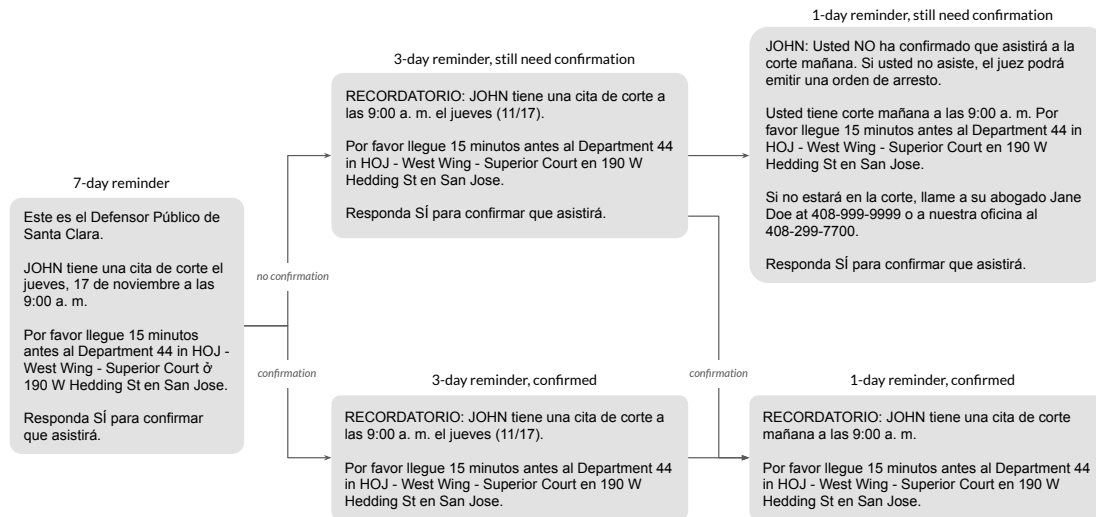 7-day reminder
Este es el Defensor Público de
Santa Clara.
JOHN tiene una cita de corte el
jueves, 17 de noviembre a las
9:00 a. m.
Por favor llegue 15 minutos
antes al Department 44 in HOJ -
West Wing - Superior Court ở
190 W Hedding St en San Jose.
Responda SÍ para confirmar
que asistirá.
no confirmation
confirmation
3-day reminder, still need confirmation
RECORDATORIO: JOHN tiene una cita de corte a
las 9:00 a. m. el jueves (11/17).
Por favor llegue 15 minutos antes al Department 44
in HOJ - West Wing - Superior Court en 190 W
Hedding St en San Jose.
Responda SÍ para confirmar que asistirá.
3-day reminder, confirmed
RECORDATORIO: JOHN tiene una cita de corte a
las 9:00 a. m. el jueves (11/17).
Por favor llegue 15 minutos antes al Department 44
in HOJ - West Wing - Superior Court en 190 W
Hedding St en San Jose.
confirmation
1-day reminder, still need confirmation
JOHN: Usted NO ha confirmado que asistirá a la
corte mañana. Si usted no asiste, el juez podrá
emitir una orden de arresto.
Usted tiene corte mañana a las 9:00 a. m. Por
favor llegue 15 minutos antes al Department 44 in
HOJ - West Wing - Superior Court en 190 W
Hedding St en San Jose.
Si no estará en la corte, llame a su abogado Jane
Doe at 408-999-9999 o a nuestra oficina al
408-299-7700.
Responda SÍ para confirmar que asistirá.
1-day reminder, confirmed
RECORDATORIO: JOHN tiene una cita de corte
mañana a las 9:00 a. m.
Por favor llegue 15 minutos antes al Department 44
in HOJ - West Wing - Superior Court en 190 W
Hedding St en San Jose.